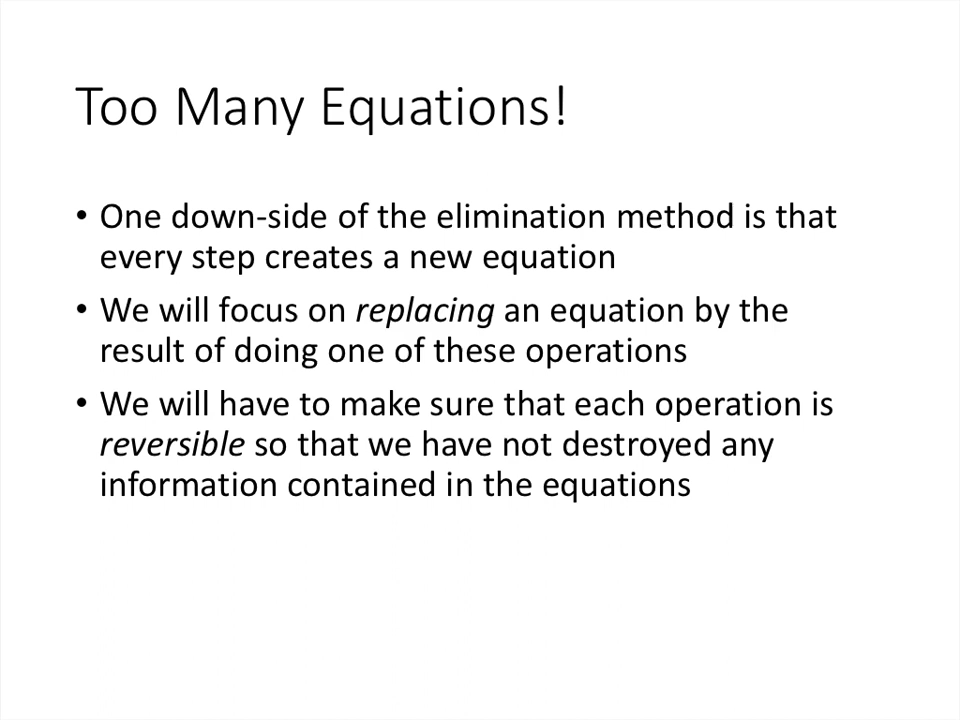 Too Many Equations!
• One down-side of the elimination method is that
every step creates a new equation
• We will focus on replacing an equation by the
result of doing one of these operations
• We will have to make sure that each operation is
reversible so that we have not destroyed any
information contained in the equations